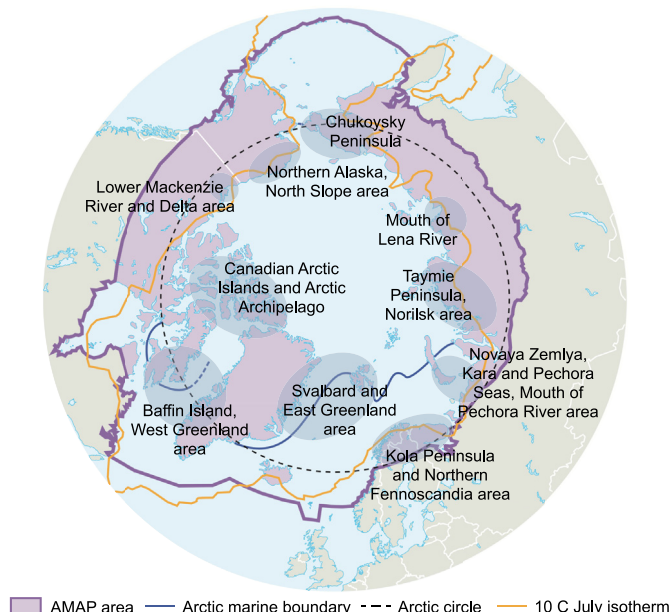 Chukoysky
Peninsula
Northern Alaska,
North Slope area
Lower Mackenzie
River and Delta area
Mouth of
Lena River
Canadian Arctic
Islands and Arctic
Archipelago
Taymie
Peninsula,
Norilsk area
Novaya Zemlya,
Kara and Pechora
Seas, Mouth of
Pechora River area
Svalbard and
East Greenland
area
Baffin Island,
West Greenland
area
Kola Peninsula
and Northern
Fennoscandia area
AMAP area Arctic marine boundary Arctic circle 10 C July isotherm